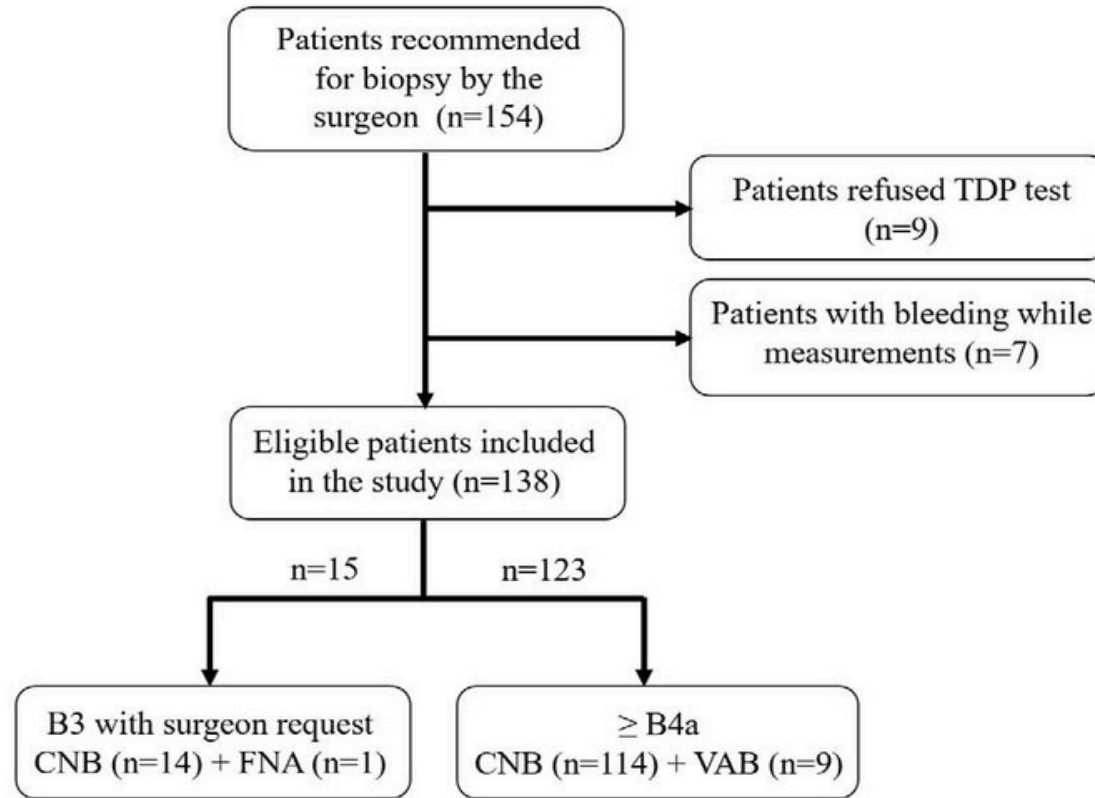 Patients recommended
for biopsy by the
surgeon (n=154)
Patients refused TDP test
(n=9)
Patients with bleeding while
measurements (n=7)
Eligible patients included
in the study (n=138)
n=15
n=123
B3 with surgeon request
CNB (n=14) + FNA (n=1)
≥ B4a
CNB (n=114) + VAB (n=9)